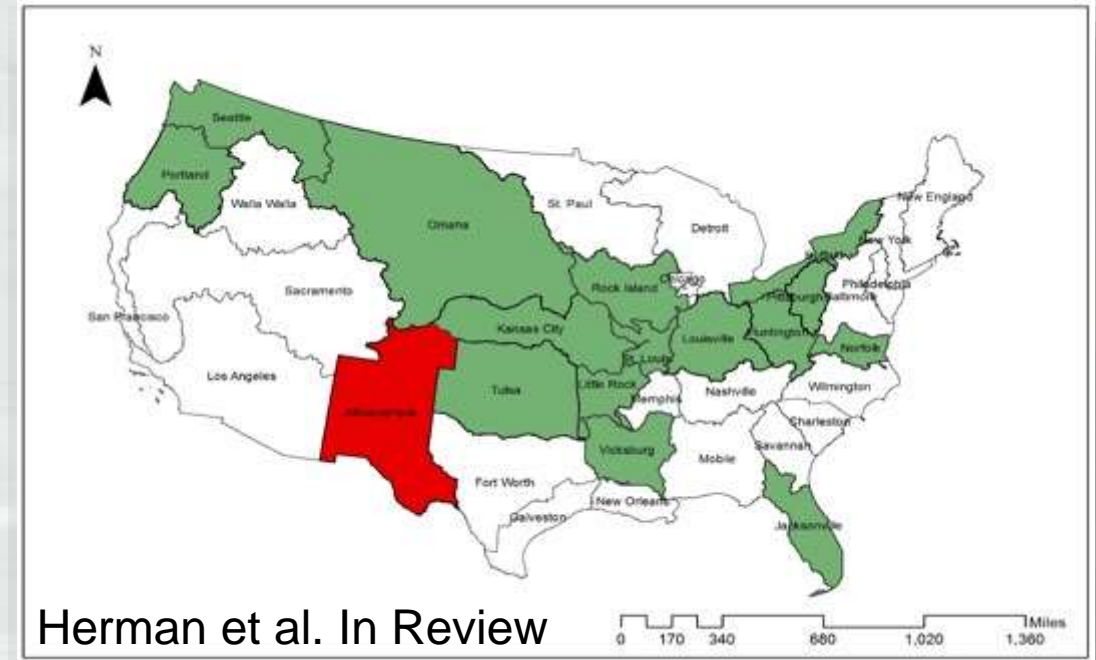 N
Seattle
Portland
Walla Walla
Omaha
St. Paul
Detroit
New England
New York
Buffalo
Rock Island
Chicago
Pittsburgh
Philadelphia
Baltimore
Sacramento
San Francisco
Kansas City
Louisville
Huntington
Norfolk
St. Louis
Los Angeles
Albuquerque
Tulsa
Little Rock
Memphis
Nashville
Wilmington
Charleston
Savannah
Vicksburg
Mobile
Fort Worth
New Orleans
Galveston
Jacksonville
Herman et al. In Review
Miles
0 170 340 680 1,020 1,360